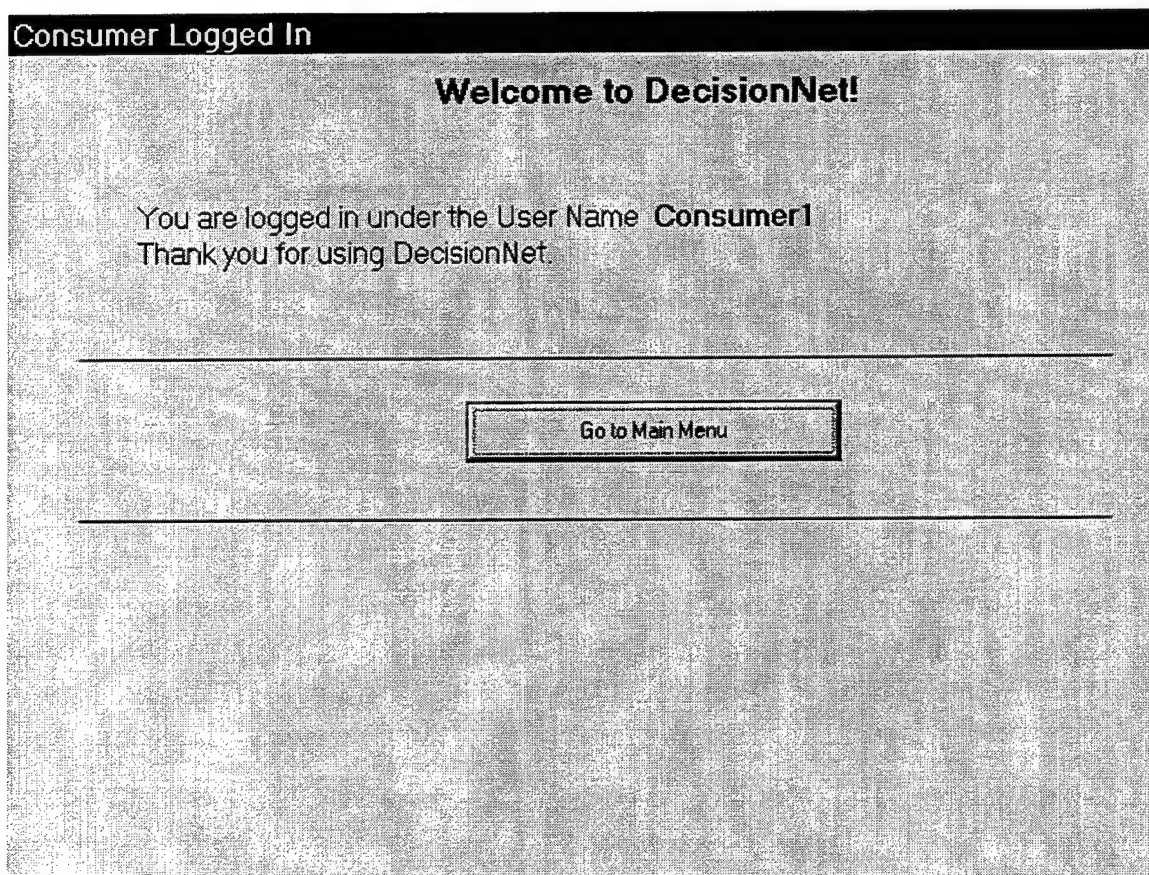 Consumer Logged In
Welcome to DecisionNet!
You are logged in under the User Name Consumer1
Thank you for using DecisionNet.
Go to Main Menu